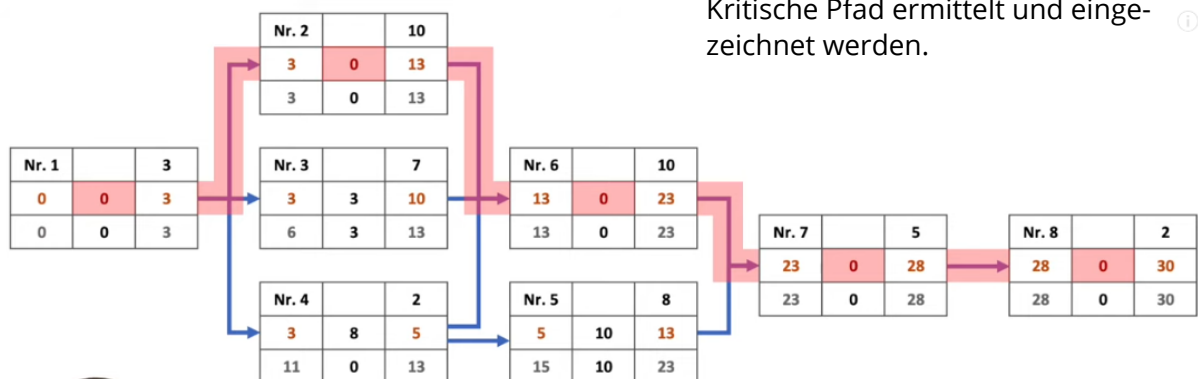 Kritische Pfad ermittelt und einge-
zeichnet werden.
Nr. 2 10
3 0 13
3 0 13
Nr. 1 3
0 0 3
0 0 3
Nr. 3 7
3 3 10
6 3 13
Nr. 6 10
13 0 23
13 0 23
Nr. 7 5
23 0 28
23 0 28
Nr. 8 2
28 0 30
28 0 30
Nr. 4 2
3 8 5
11 0 13
Nr. 5 8
5 10 13
15 10 23